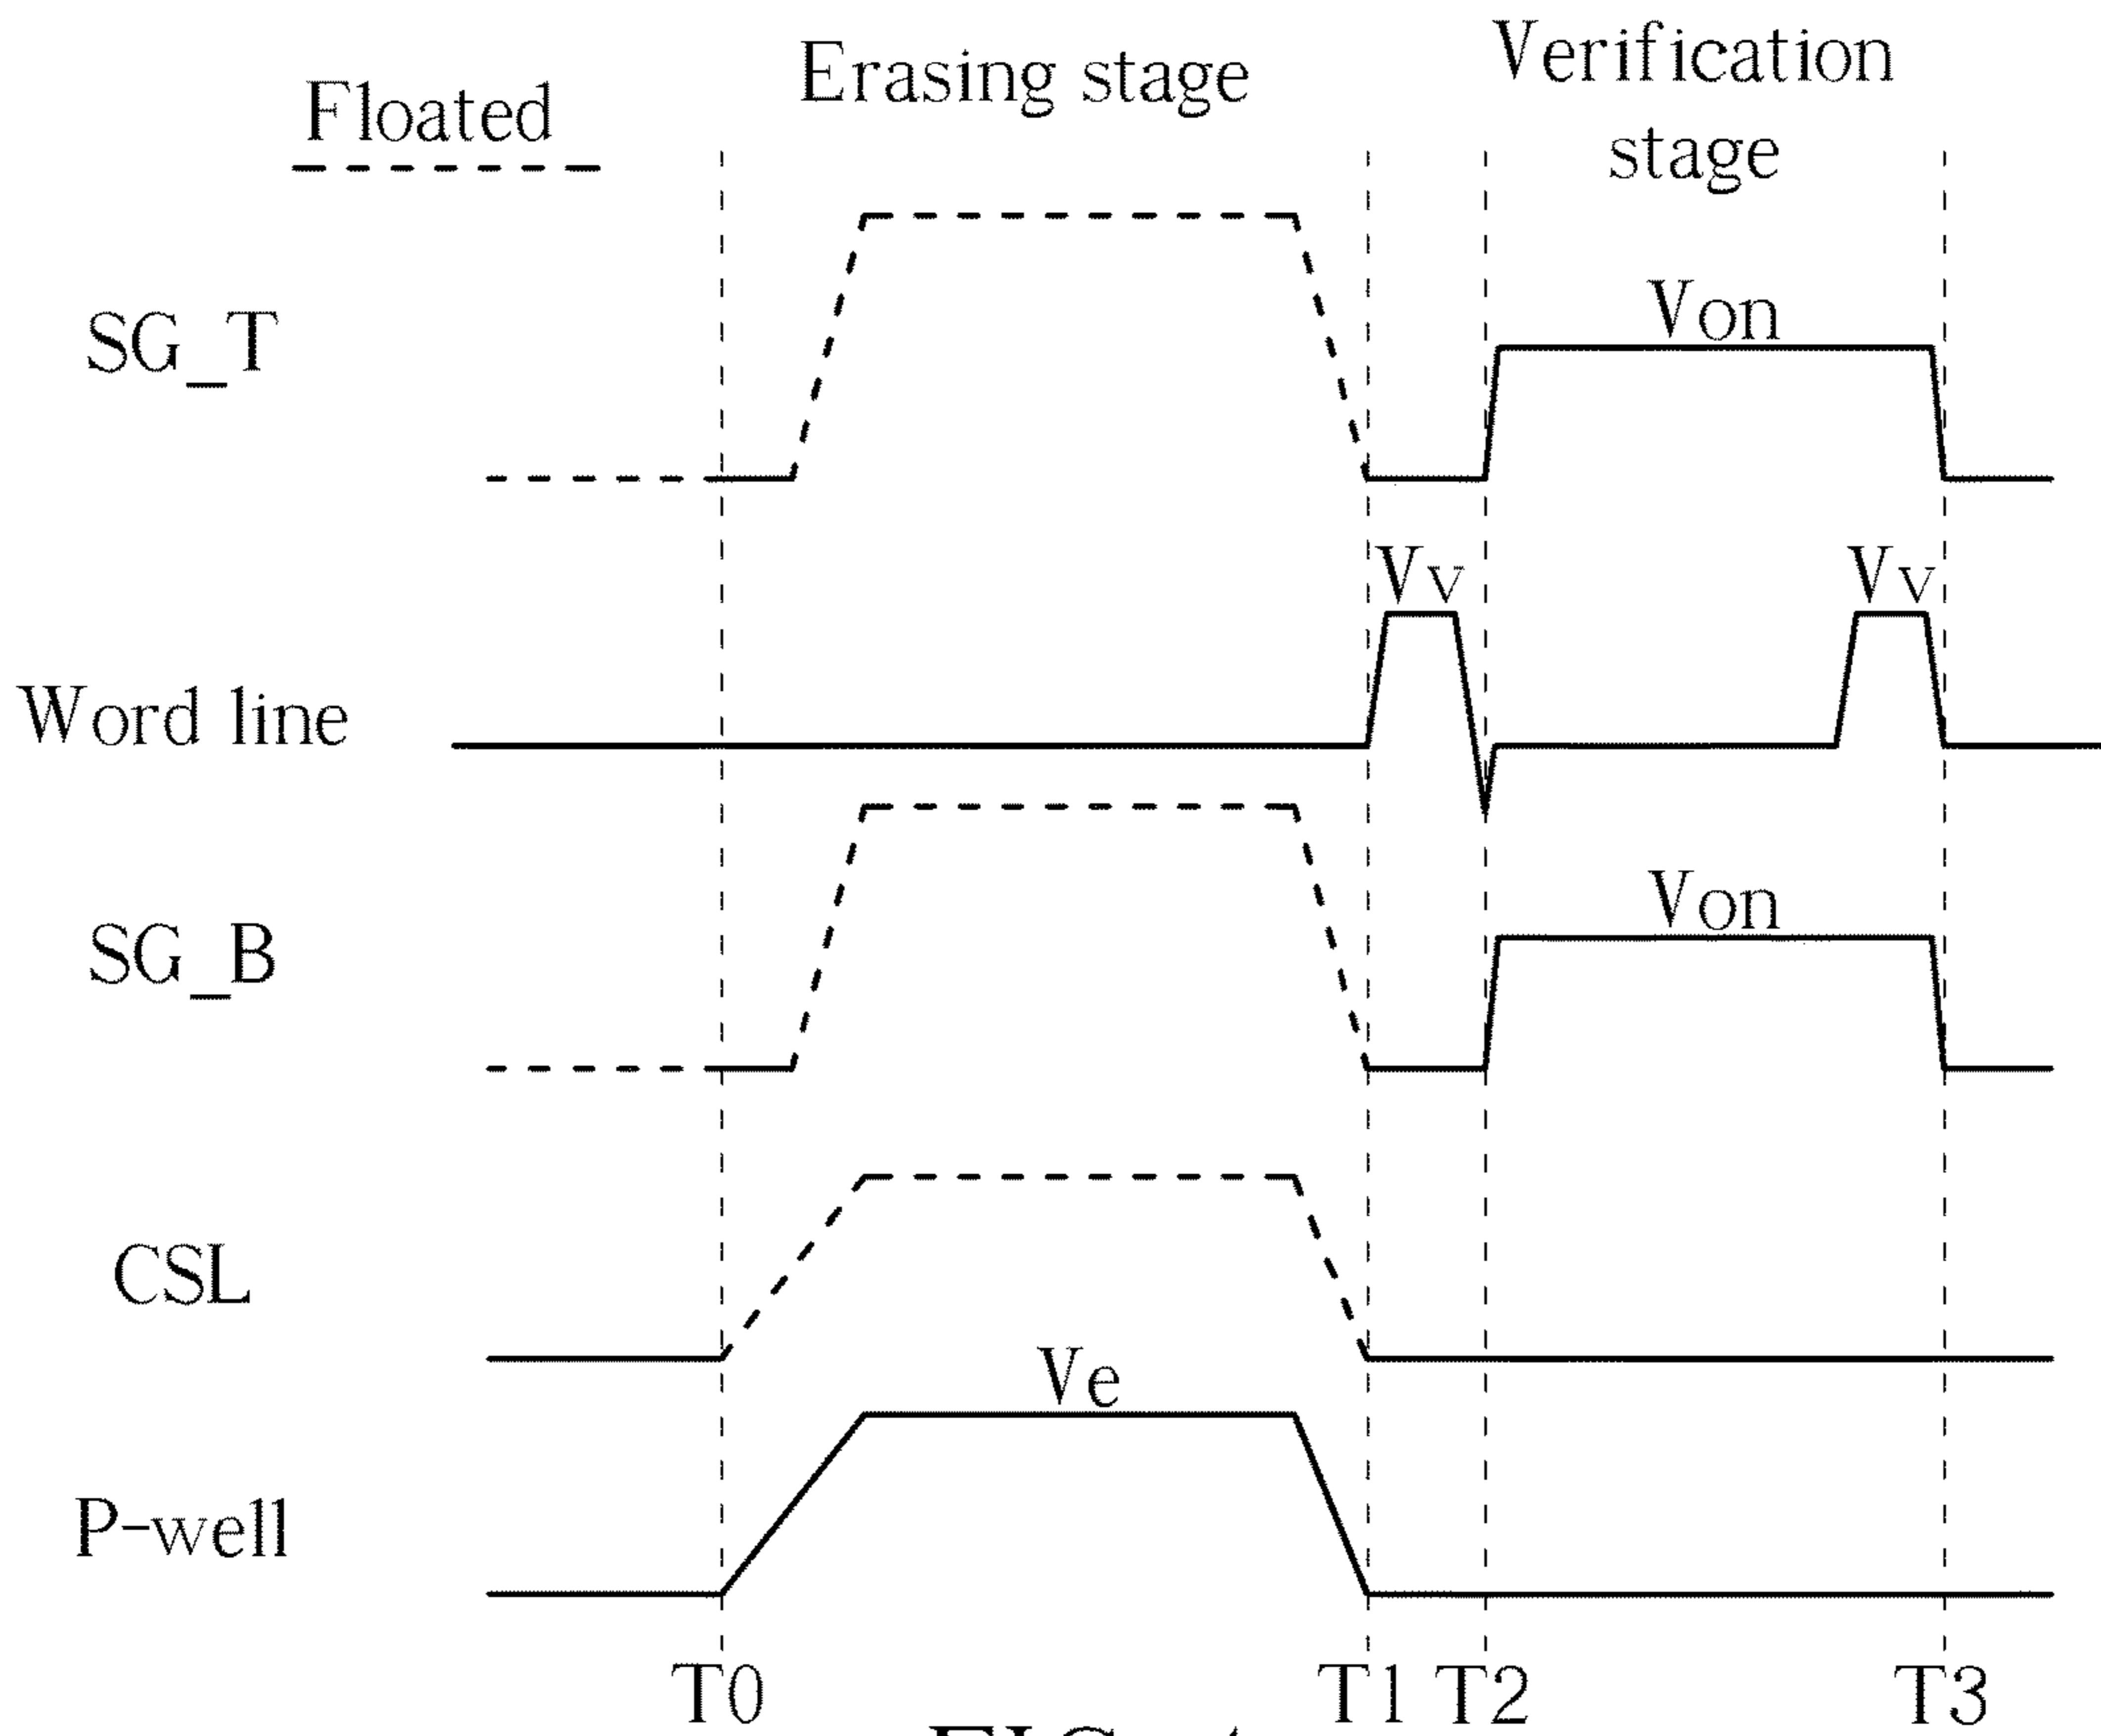 Floated
Erasing stage
Verification
stage
SG_T
Von
Vv
Vv
Word line
SG_B
Von
CSL
Ve
P-well
T0
T1
T2
T3